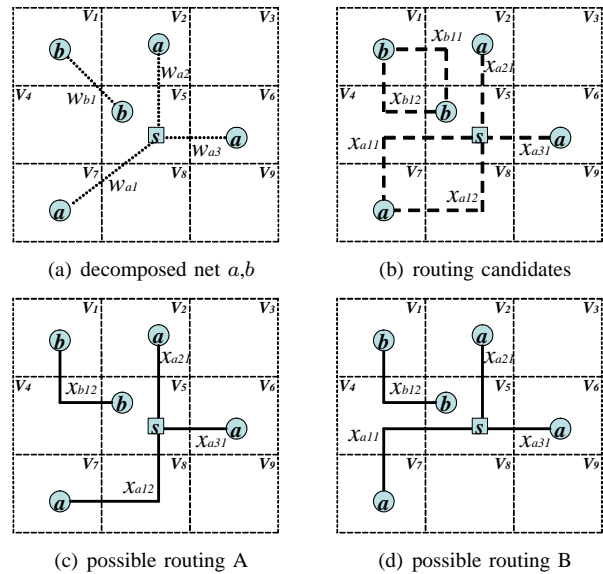 V1 V2 V3
b a
wa2
V4 wb1 V5 V6
b
s wa3 a
V7 V8 V9
wa1
a
(a) decomposed net a,b
V1 V2 V3
b xb11 a
xa21
V4 xb12 V5 V6
b
xa11 s a
xa31
V7 V8 V9
xa12
a
(b) routing candidates
V1 V2 V3
b a
xa21
V4 xb12 V5 V6
b
s a
xa31
V7 V8 V9
xa12
a
(c) possible routing A
V1 V2 V3
b a
xa21
V4 xb12 V5 V6
b
xa11 s a
xa31
V7 V8 V9
a
(d) possible routing B